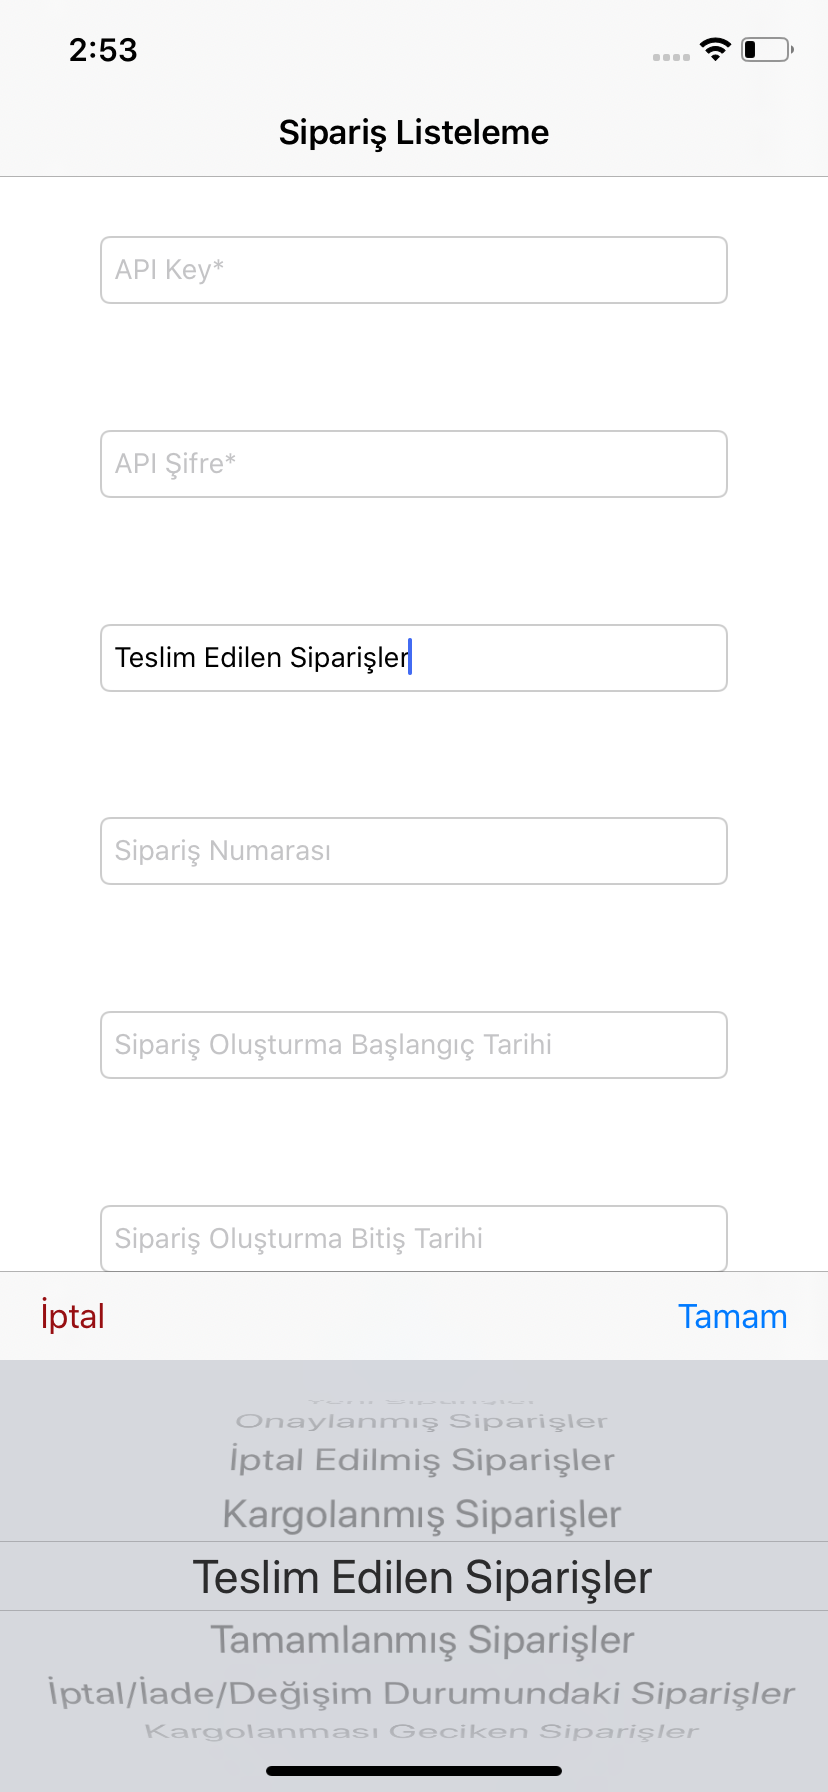 2:53
Sipariş Listeleme
API Key*
API Şifre*
Teslim Edilen Siparişler
Sipariş Numarası
Sipariş Oluşturma Başlangıç Tarihi
Sipariş Oluşturma Bitiş Tarihi
İptal Tamam
Onaylanmış Siparişler
İptal Edilmiş Siparişler
Kargolanmış Siparişler
Teslim Edilen Siparişler
Tamamlanmış Siparişler
İptal/İade/Değişim Durumundaki Siparişler
Kargolanması Geciken Siparişler